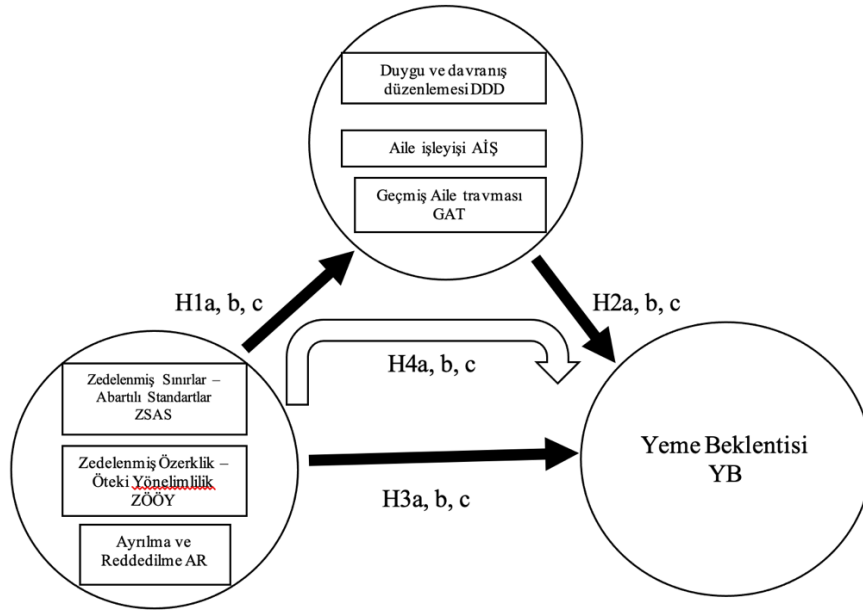 Duygu ve davranış
düzenlemesi DDD
Aile işleyişi AİŞ
Geçmiş Aile travması
GAT
H1a, b, c
H2a, b, c
H4a, b, c
Zedelenmiş Sınırlar –
Abartılı Standartlar
ZSAS
Zedelenmiş Özerklik –
Öteki Yönelimlilik
ZÖÖY
Ayrılma ve
Reddedilme AR
H3a, b, c
Yeme Beklentisi
YB